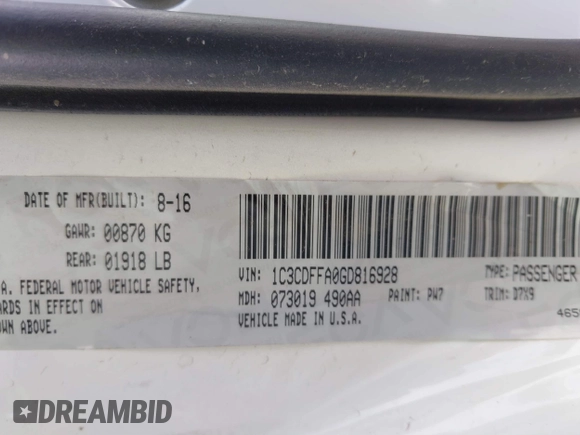 DATE OF MFR(BUILT): 8-16
GAWR: 00870 KG
REAR: 01918 LB
A. FEDERAL MOTOR VEHICLE SAFETY,
ARDS IN EFFECT ON
OWN ABOVE.
VIN: 1C3CDFFA0GD816928
TYPE: PASSENGER
MDH: 073019 490AA
PAINT: PW7
TRIM: D7X9
VEHICLE MADE IN U.S.A.
465
DREAMBID